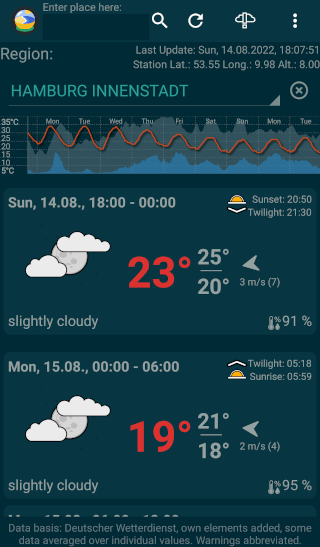 Enter place here:
Region:
Last Update: Sun, 14.08.2022, 18:07:51
Station Lat.: 53.55 Long.: 9.98 Alt.: 8.00
HAMBURG INNENSTADT
35°C
30
25
20
15
10
5°C
Mon Tue Wed Thu Fri Sat Sun Mon Tue
Sun, 14.08., 18:00 - 00:00
Sunset: 20:50
Twilight: 21:30
23°
25°
20°
3 m/s (7)
slightly cloudy
91 %
Mon, 15.08., 00:00 - 06:00
Twilight: 05:18
Sunrise: 05:59
19°
21°
18°
2 m/s (4)
slightly cloudy
95 %
Data basis: Deutscher Wetterdienst, own elements added, some
data averaged over individual values. Warnings abbreviated.